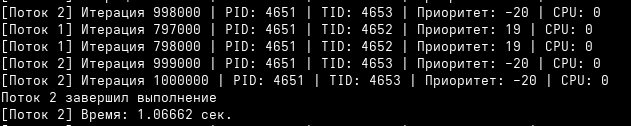 [Поток 2] Итерация 998000 | PID: 4651 | TID: 4653 | Приоритет: -20 | CPU: 0
[Поток 1] Итерация 797000 | PID: 4651 | TID: 4652 | Приоритет: 19 | CPU: 0
[Поток 1] Итерация 798000 | PID: 4651 | TID: 4652 | Приоритет: 19 | CPU: 0
[Поток 2] Итерация 999000 | PID: 4651 | TID: 4653 | Приоритет: -20 | CPU: 0
[Поток 2] Итерация 1000000 | PID: 4651 | TID: 4653 | Приоритет: -20 | CPU: 0
Поток 2 завершил выполнение
[Поток 2] Время: 1.06662 сек.